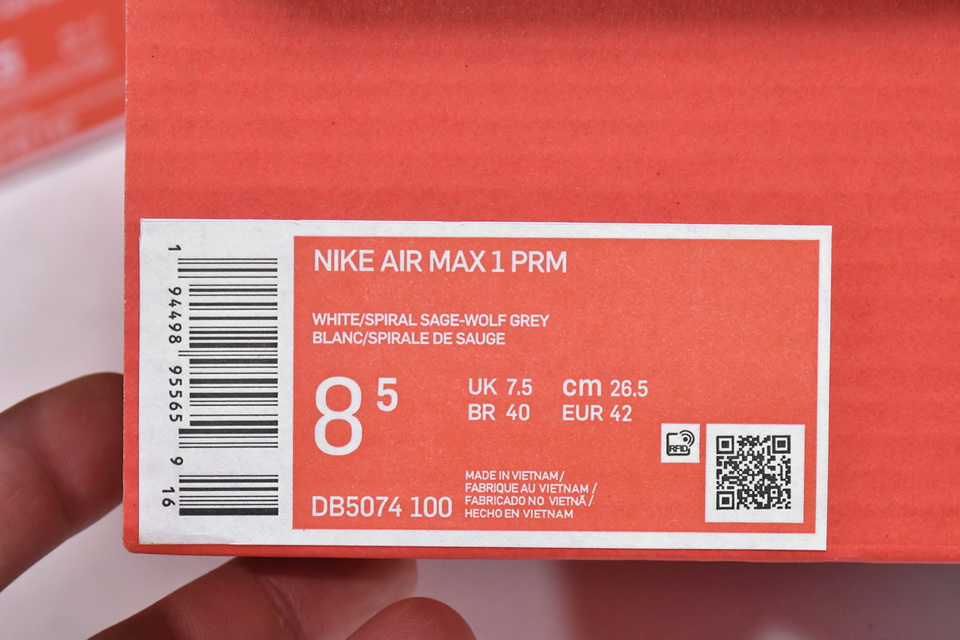 NIKE AIR MAX 1 PRM
WHITE/SPIRAL SAGE-WOLF GREY
BLANC/SPIRALE DE SAUGE
8 5
UK 7.5 cm 26.5
BR 40 EUR 42
RFID
MADE IN VIETNAM/
FABRIQUE AU VIETNAM /
FABRICADO NO VIETNÃ /
HECHO EN VIETNAM
DB5074 100
1 94498 95565 9 16